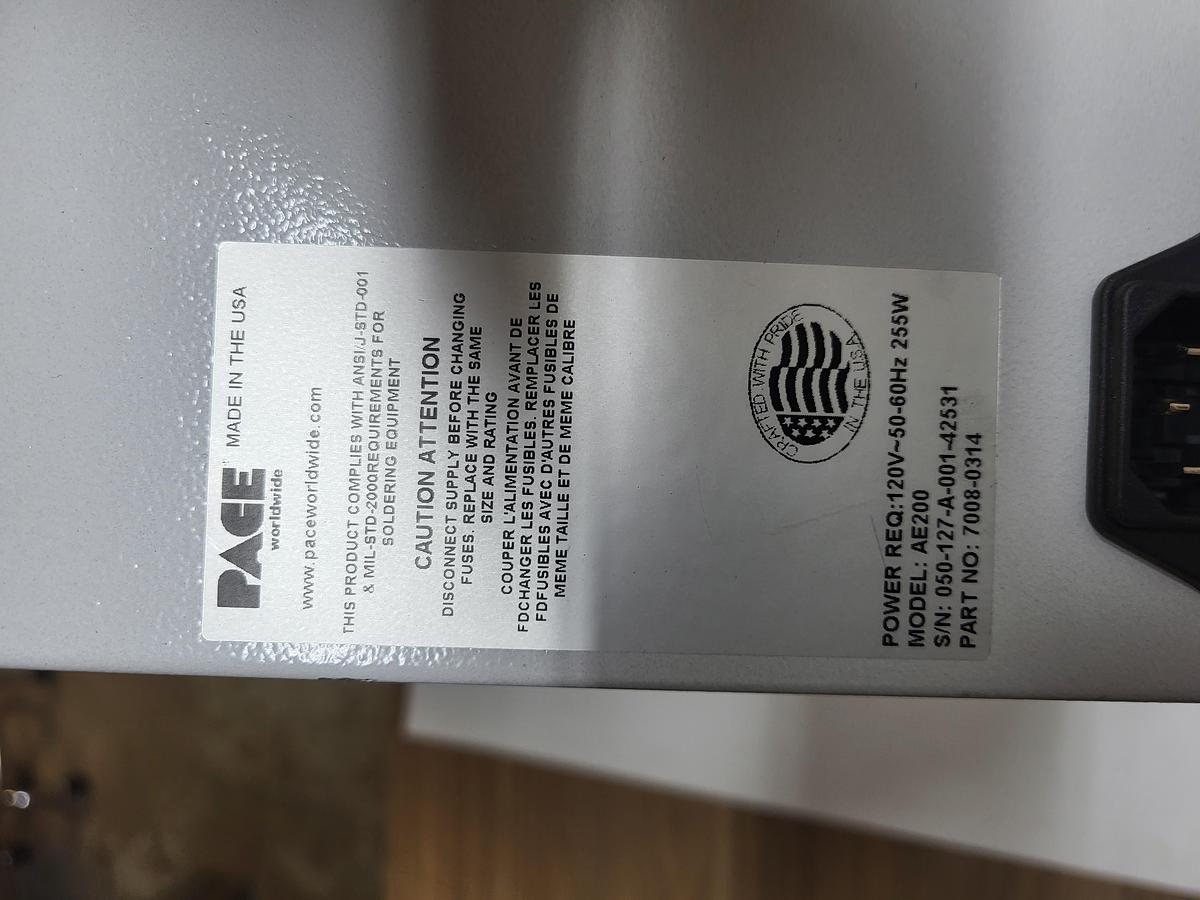 PACE MADE IN THE USA
worldwide
www.paceworldwide.com
THIS PRODUCT COMPLIES WITH ANSI/J-STD-001
& MIL-STD-2000REQUIREMENTS FOR
SOLDERING EQUIPMENT
CAUTION ATTENTION
DISCONNECT SUPPLY BEFORE CHANGING
FUSES. REPLACE WITH THE SAME
SIZE AND RATING
COUPER L'ALIMENTATION AVANT DE
FDCHANGER LES FUSIBLES. REMPLACER LES
FDFUSIBLES AVEC D'AUTRES FUSIBLES DE
MEME TAILLE ET DE MEME CALIBRE
CRAFTED WITH PRIDE
IN THE U.S.A.
POWER REQ:120V~50-60Hz 255W
MODEL: AE200
S/N: 050-127-A-001-42531
PART NO: 7008-0314